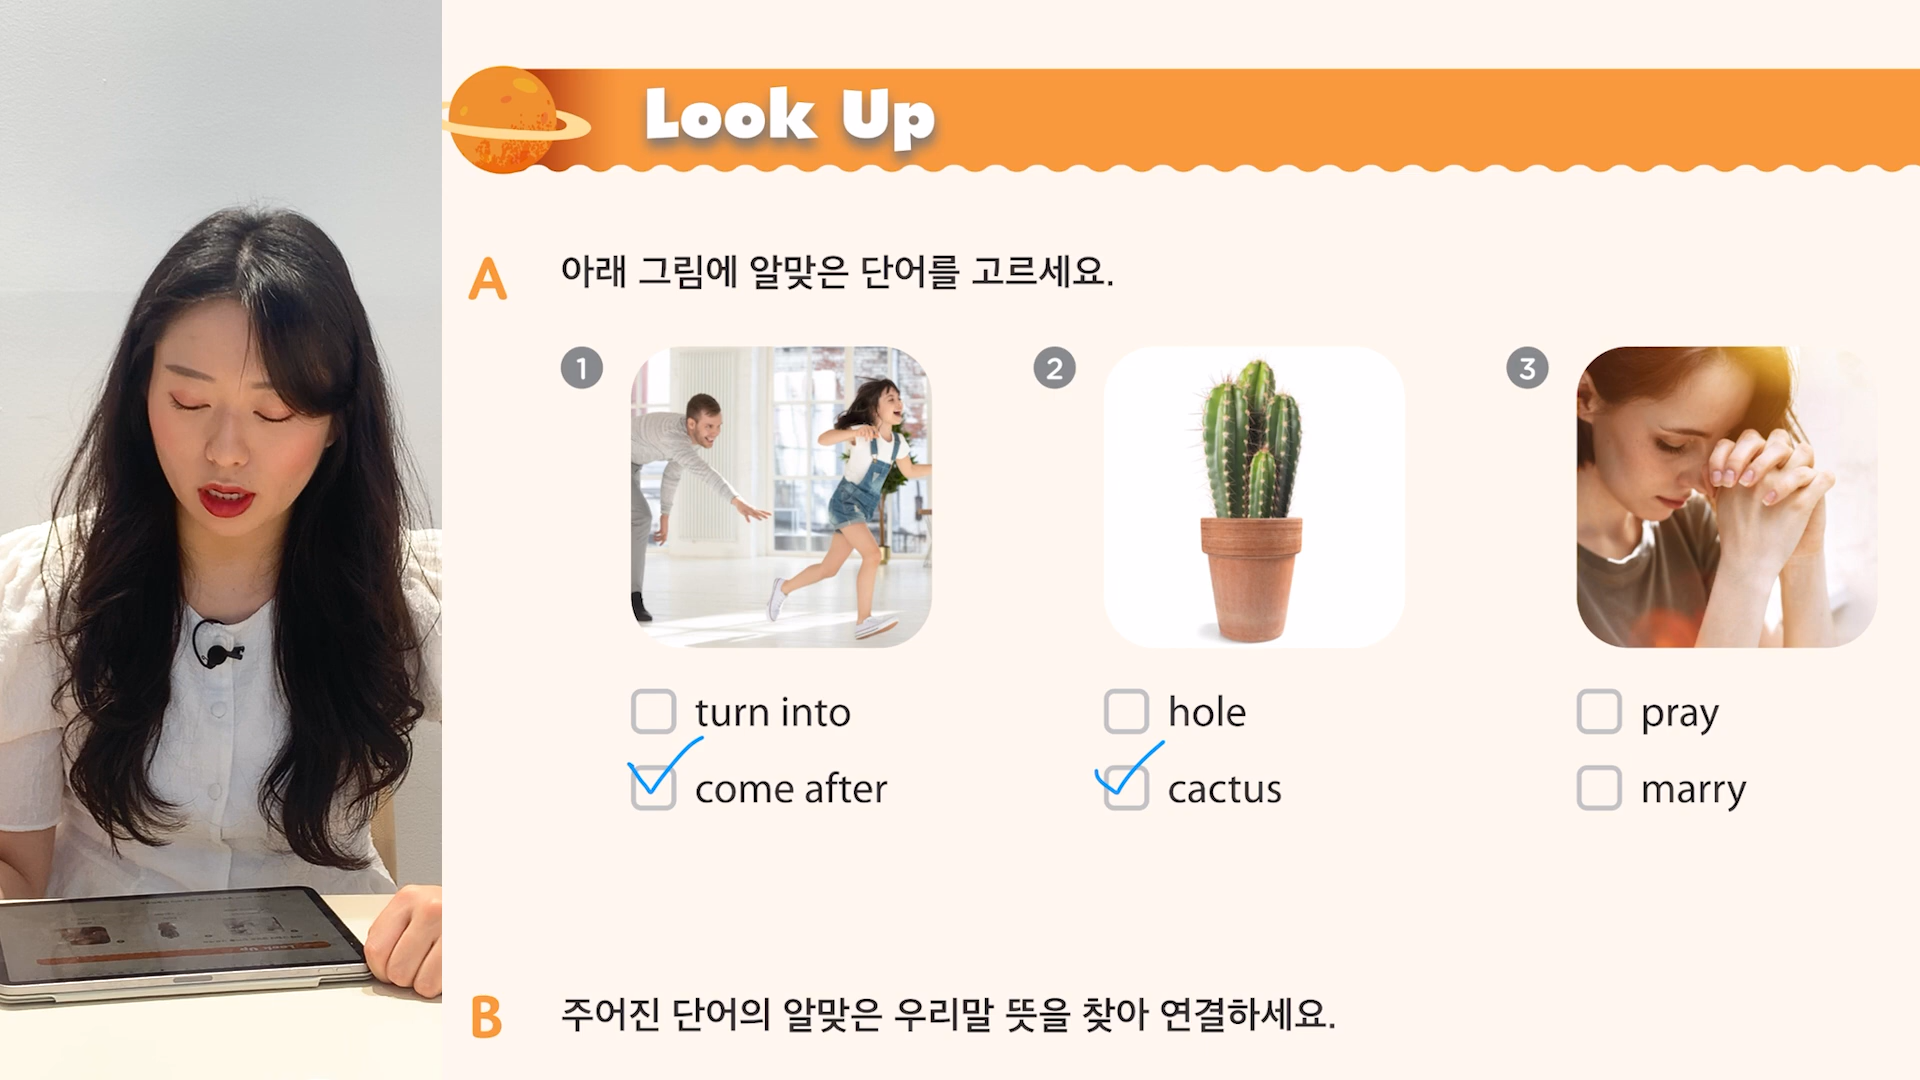 Look Up
A 아래 그림에 알맞은 단어를 고르세요.
1 2 3
turn into
come after
hole
cactus
pray
marry
B 주어진 단어의 알맞은 우리말 뜻을 찾아 연결하세요.